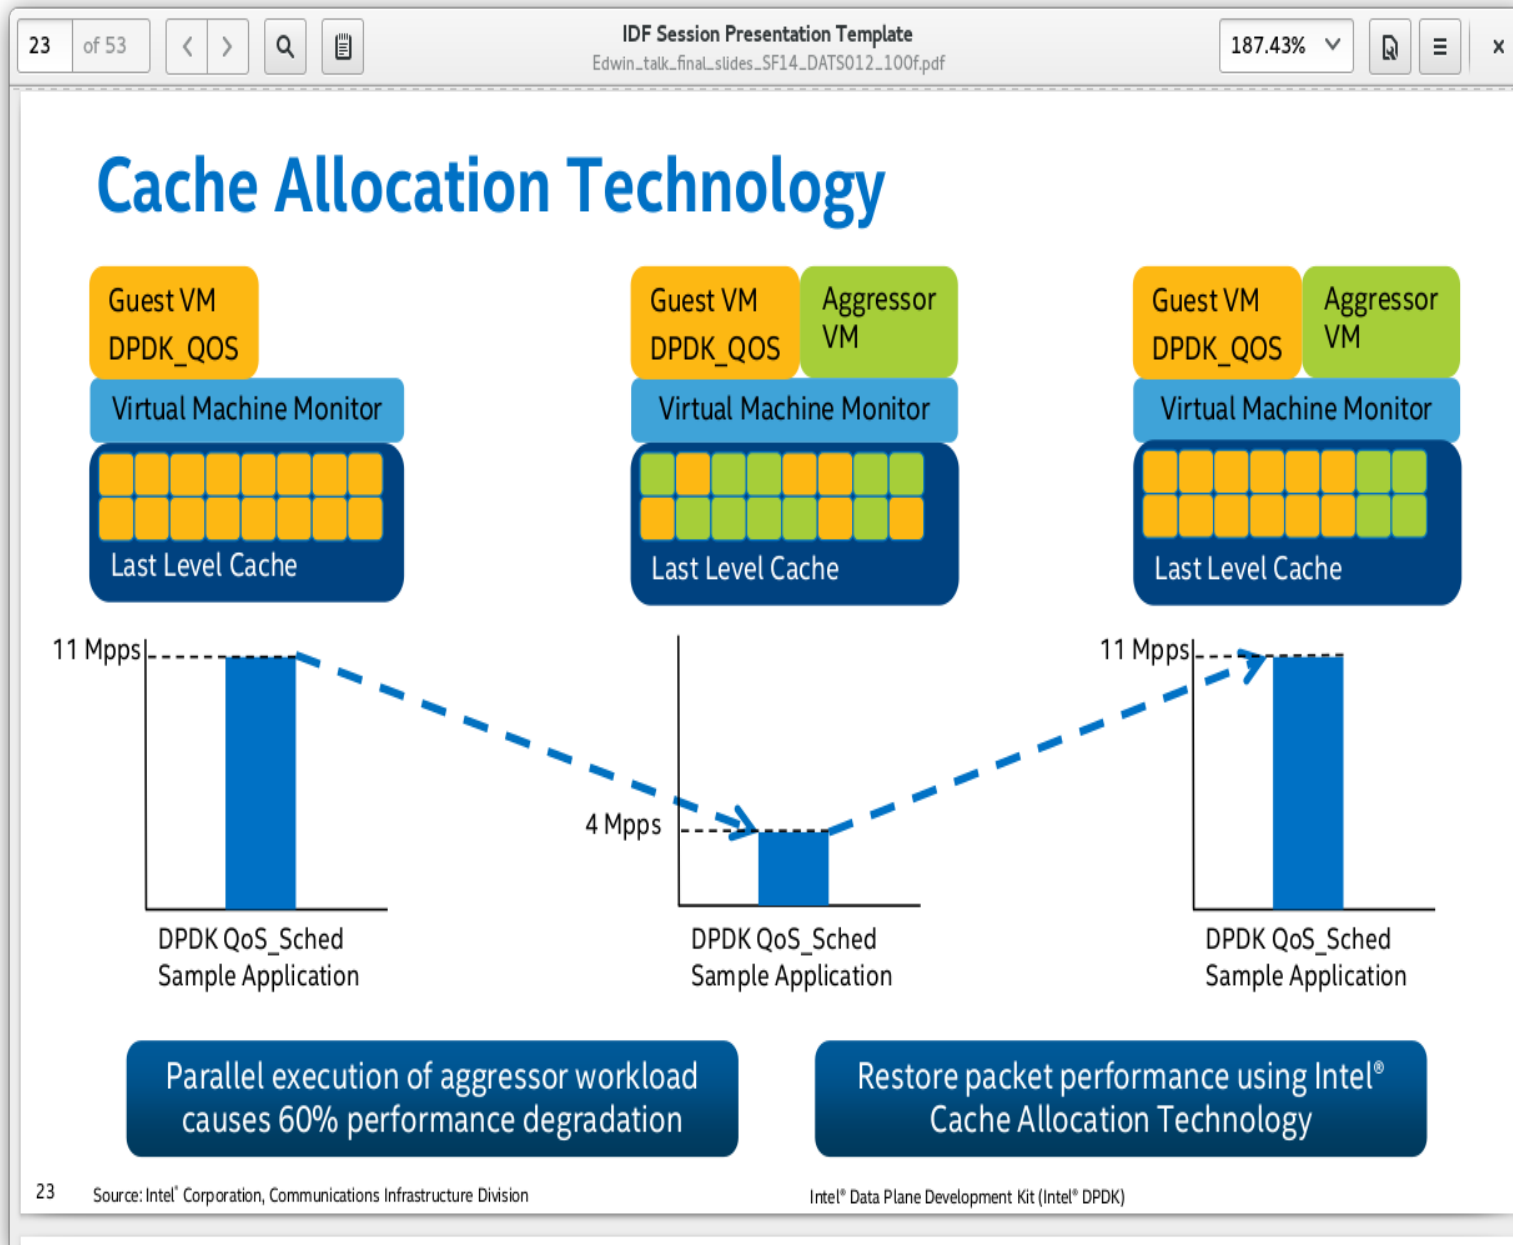 23 of 53
IDF Session Presentation Template
Edwin_talk_final_slides_SF14_DATS012_100f.pdf
187.43%
Cache Allocation Technology
Guest VM
DPDK_QOS
Virtual Machine Monitor
Last Level Cache
Guest VM
DPDK_QOS
Aggressor
VM
Virtual Machine Monitor
Last Level Cache
Guest VM
DPDK_QOS
Aggressor
VM
Virtual Machine Monitor
Last Level Cache
11 Mpps
DPDK QoS_Sched
Sample Application
4 Mpps
DPDK QoS_Sched
Sample Application
11 Mpps
DPDK QoS_Sched
Sample Application
Parallel execution of aggressor workload
causes 60% performance degradation
Restore packet performance using Intel®
Cache Allocation Technology
23
Source: Intel® Corporation, Communications Infrastructure Division
Intel® Data Plane Development Kit (Intel® DPDK)